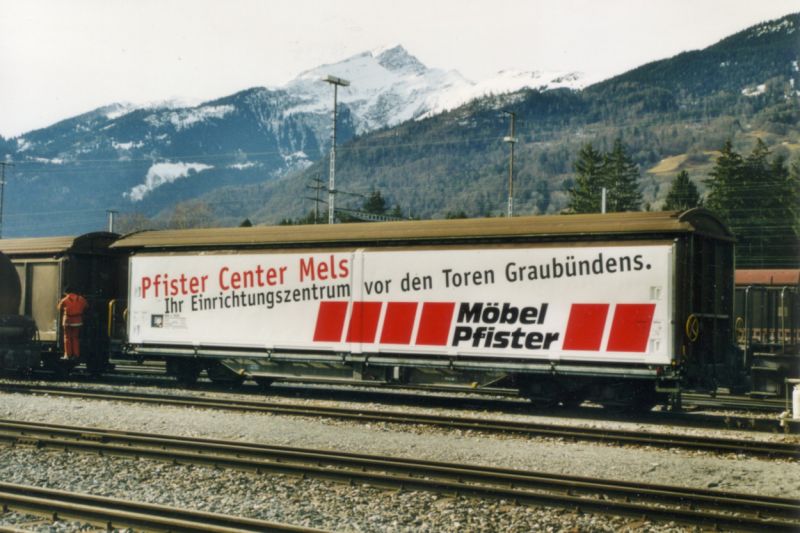 Pfister Center Mels
Ihr Einrichtungszentrum vor den Toren Graubündens.
Möbel
Pfister